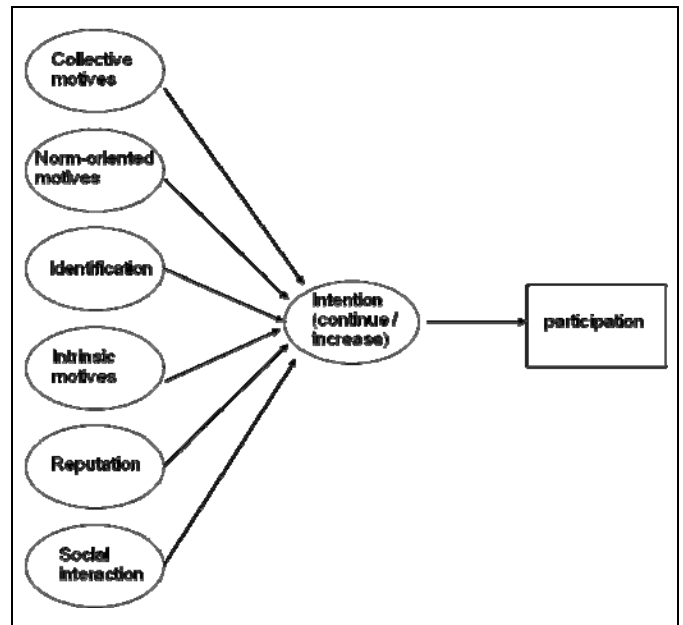 Collective
motives
Norm-oriented
motives
Identification
Intrinsic
motives
Reputation
Social
interaction
Intention
(continue /
increase)
participation